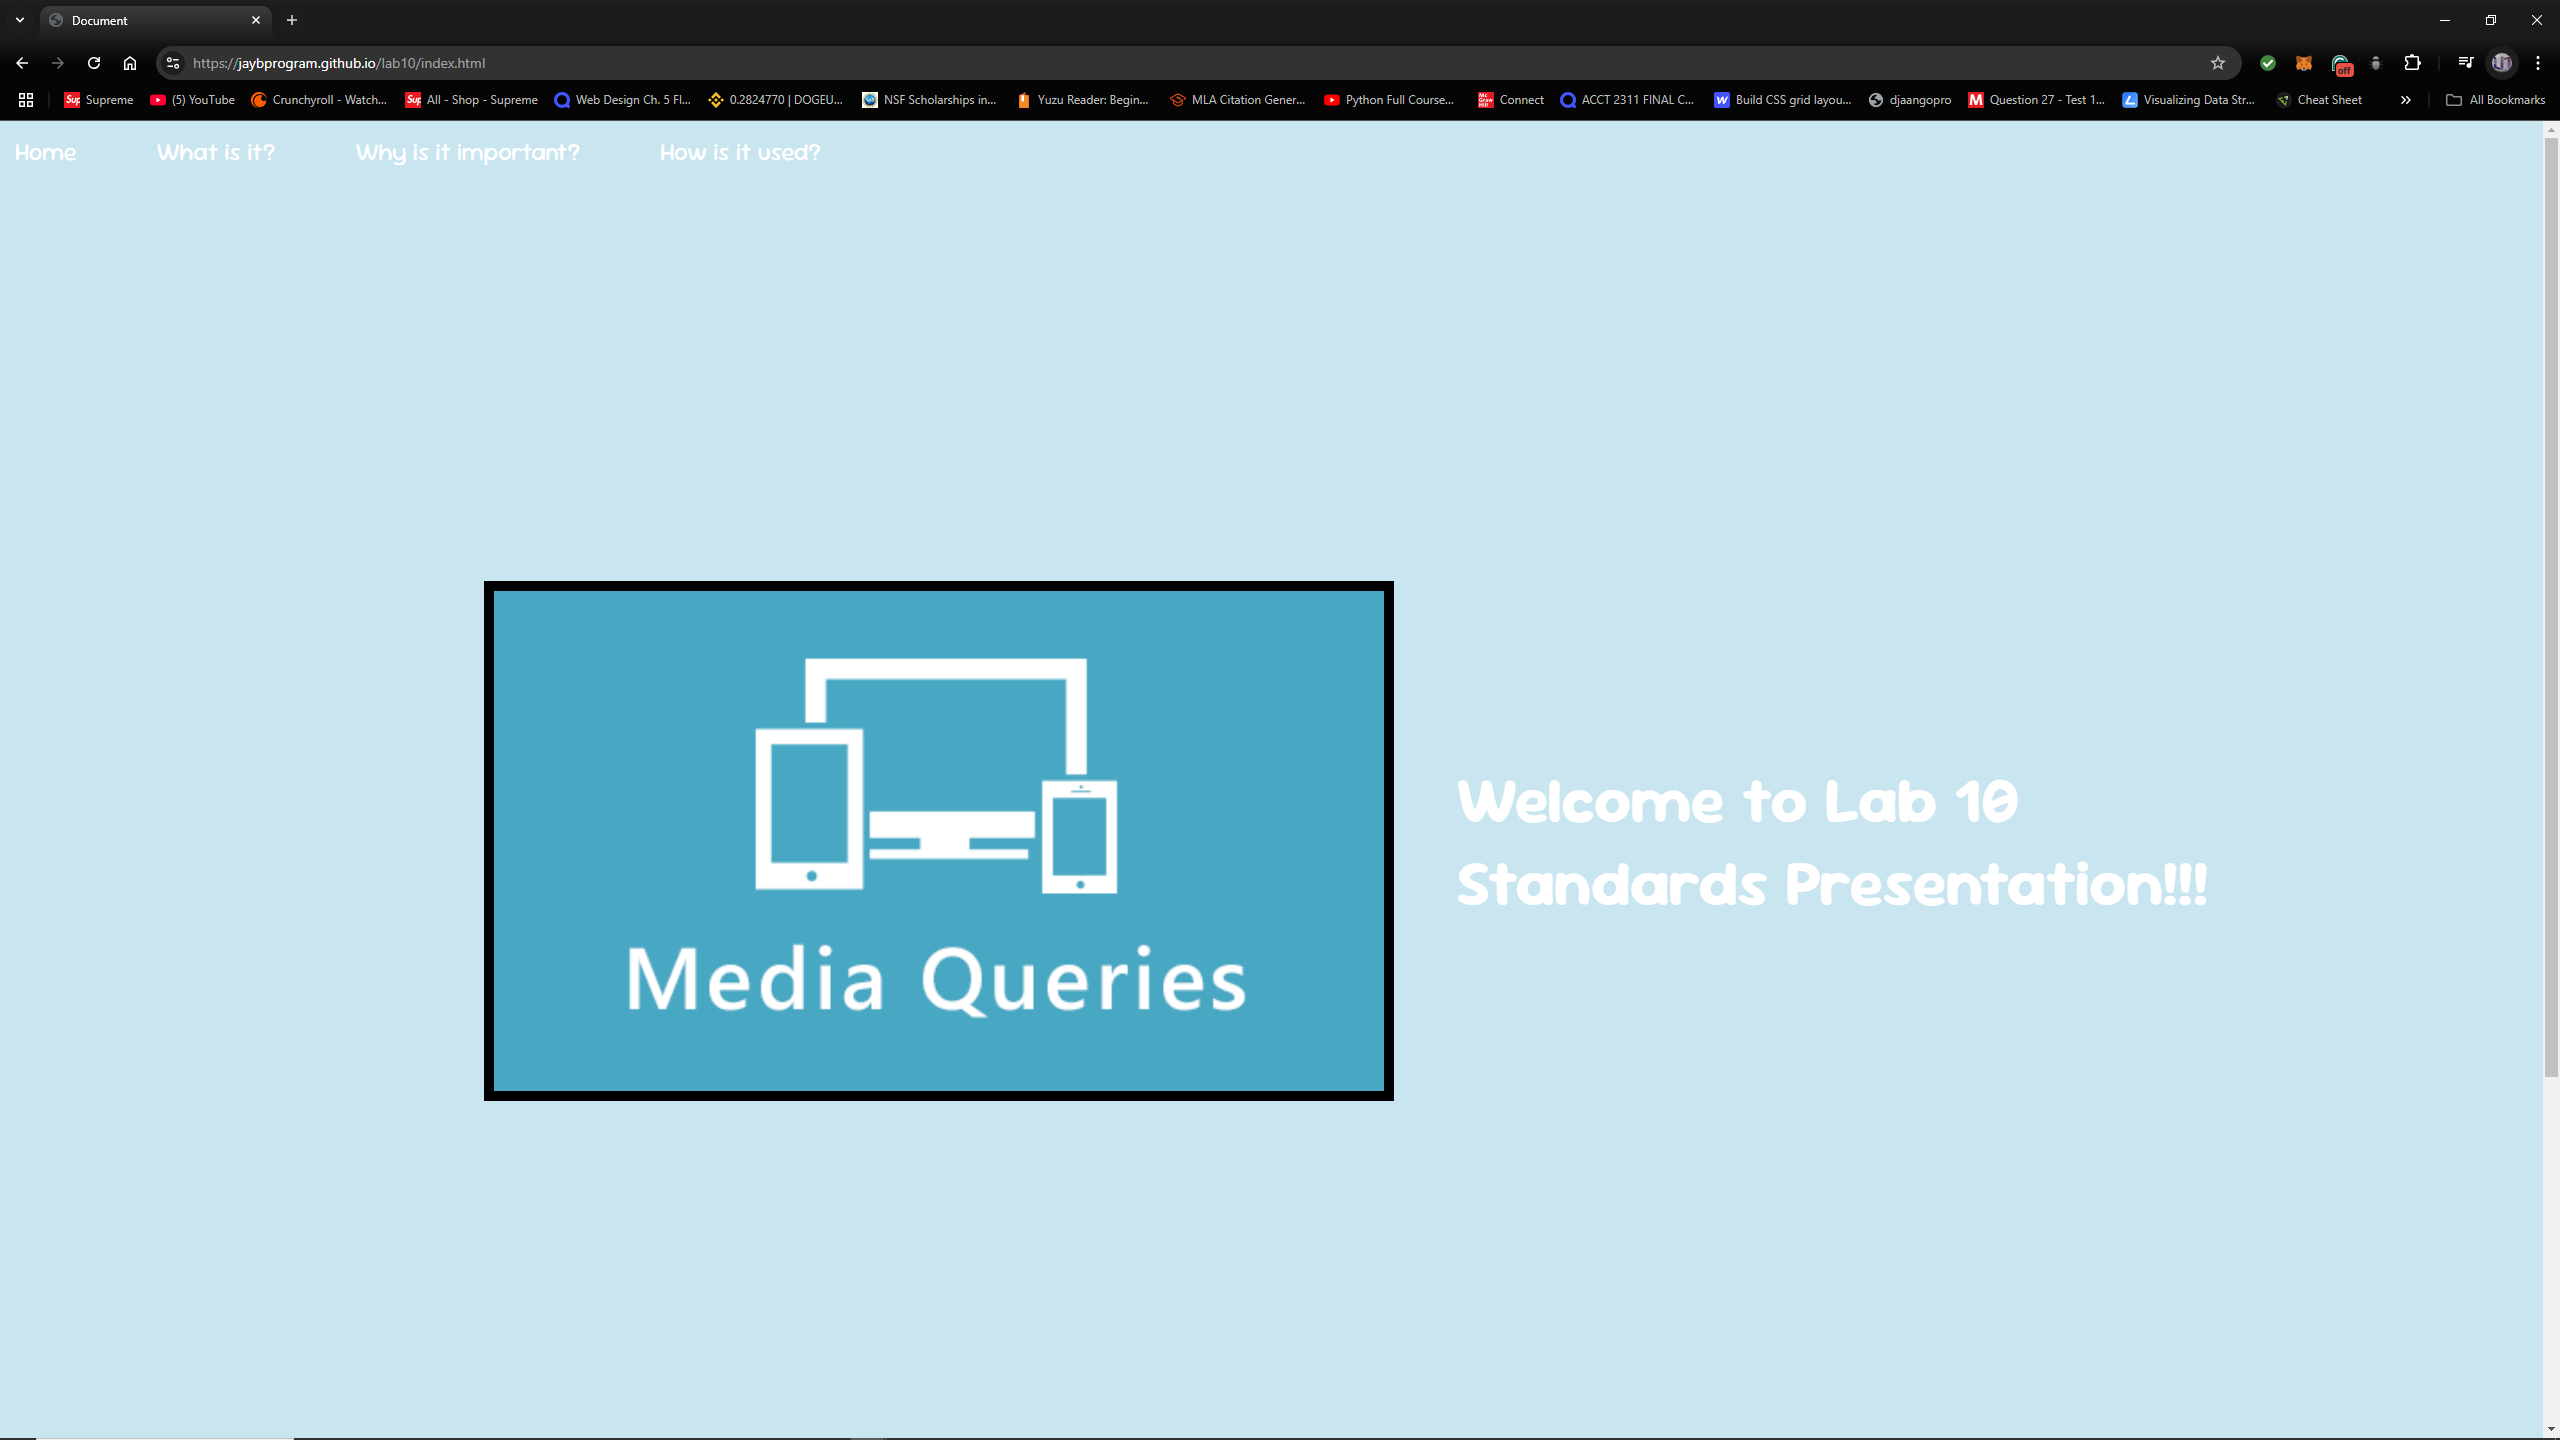 Document
https://jaybprogram.github.io/lab10/index.html
Supreme (5) YouTube Crunchyroll - Watch... All - Shop - Supreme Web Design Ch. 5 Fl... 0.2824770 | DOGEU... NSF Scholarships in... Yuzu Reader: Begin... MLA Citation Gener... Python Full Course... Connect ACCT 2311 FINAL C... Build CSS grid layou... djaangopro Question 27 - Test 1... Visualizing Data Str... Cheat Sheet All Bookmarks
Home What is it? Why is it important? How is it used?
Media Queries
Welcome to Lab 10
Standards Presentation!!!